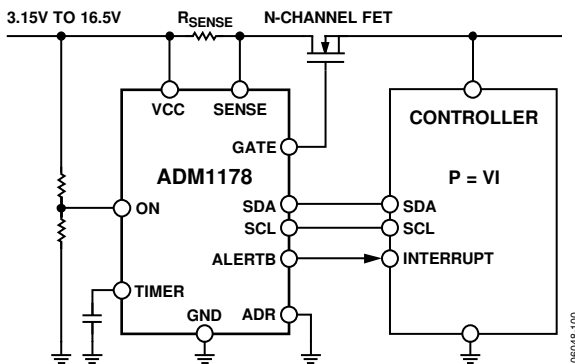 3.15V TO 16.5V
RSENSE
N-CHANNEL FET
VCC
SENSE
CONTROLLER
GATE
ADM1178
P = VI
ON
SDA
SDA
SCL
SCL
ALERTB
INTERRUPT
TIMER
GND
ADR
06048-100